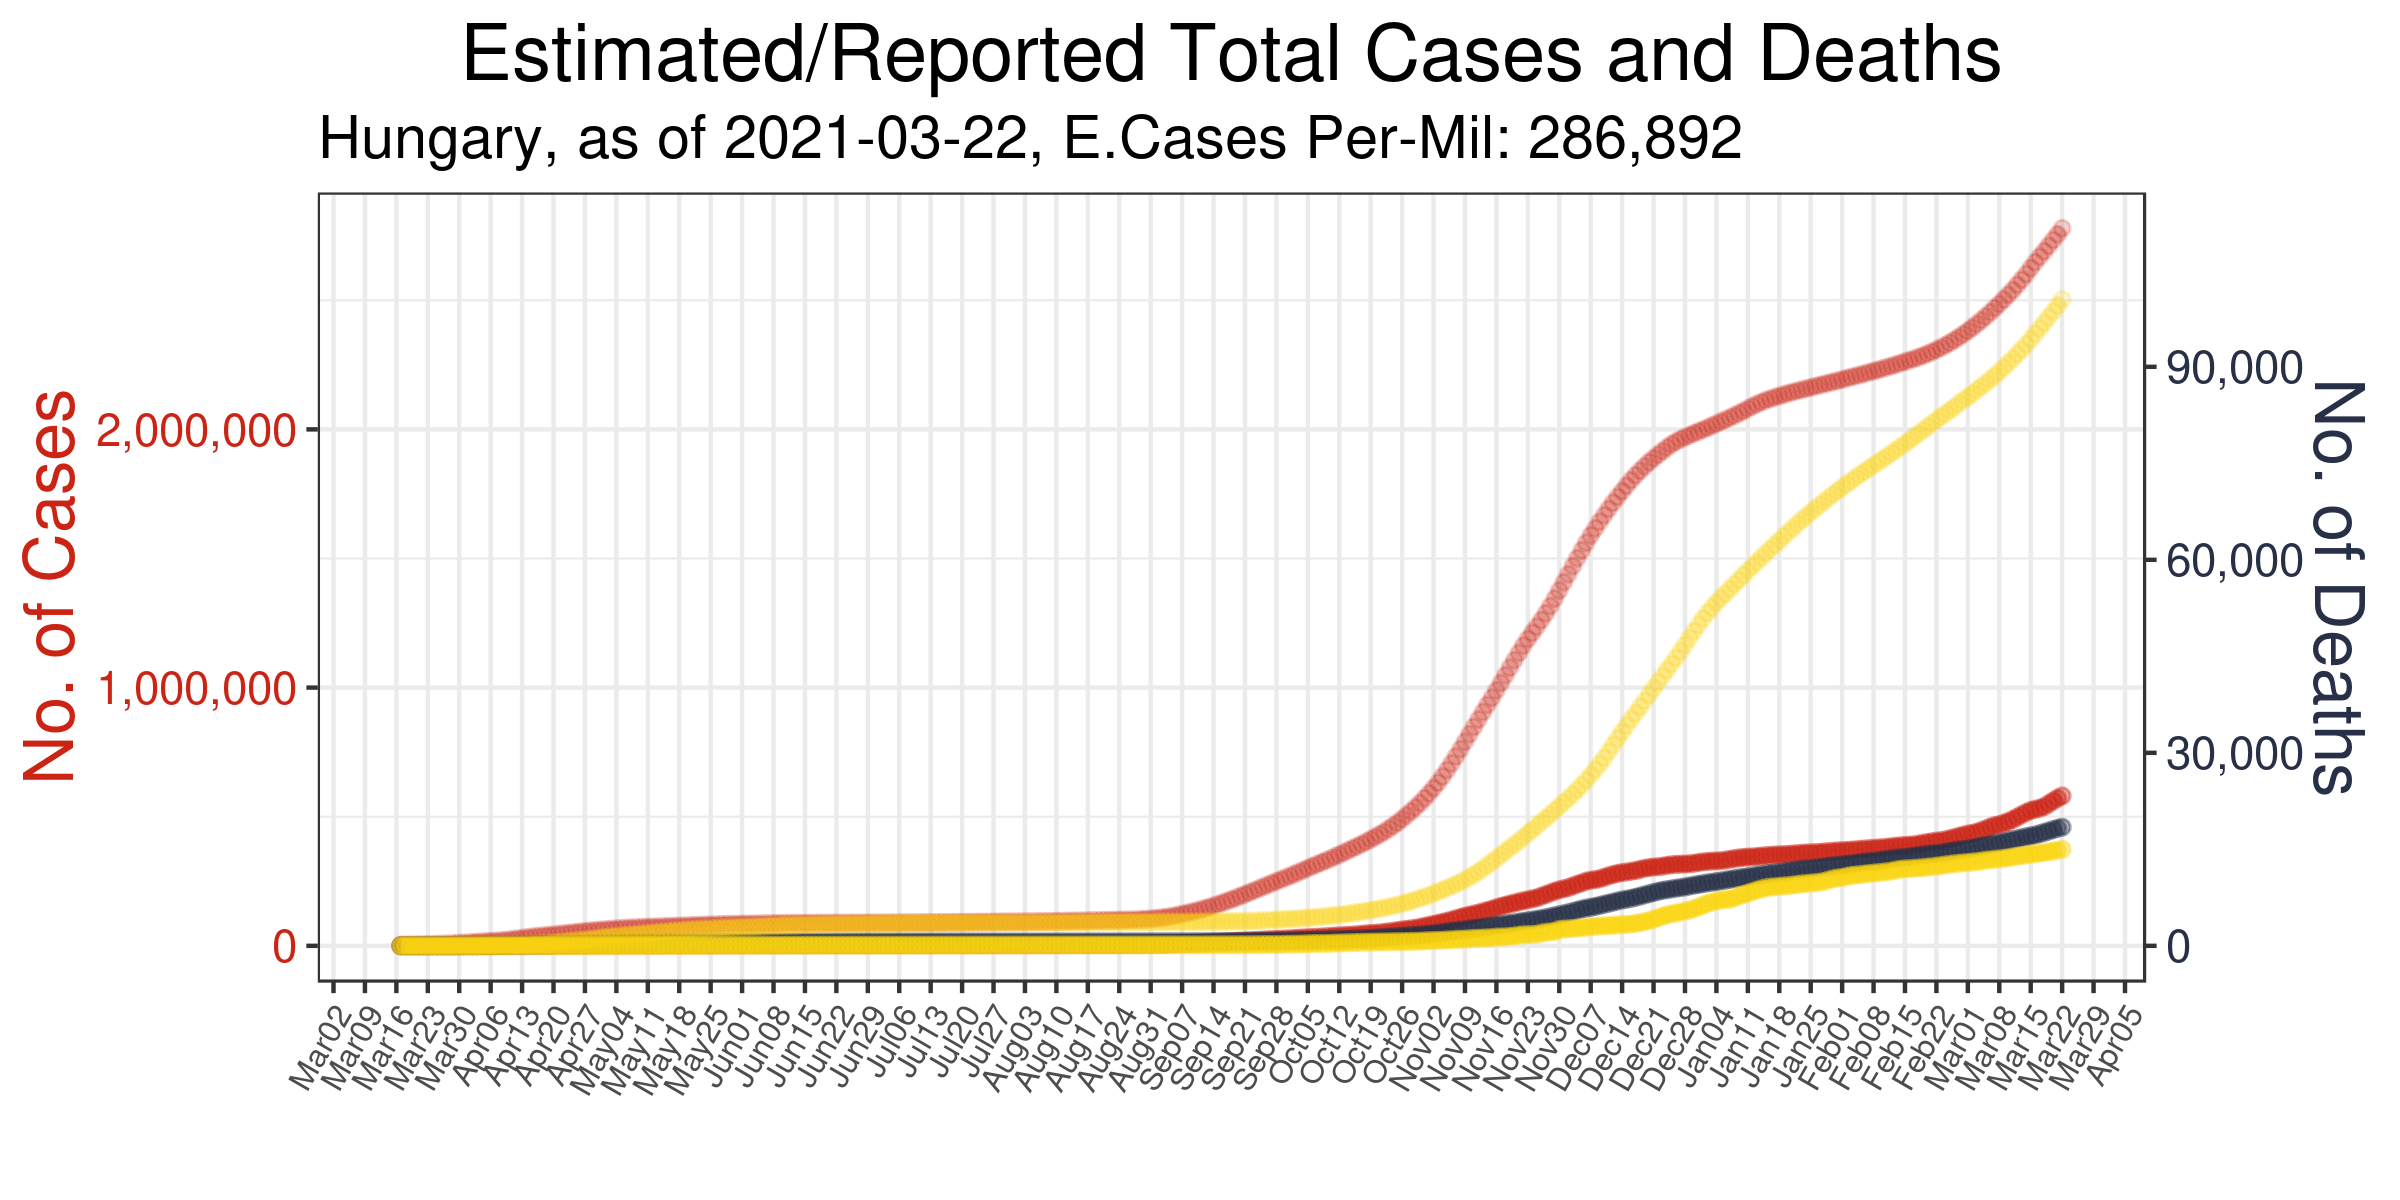 Estimated/Reported Total Cases and Deaths
Hungary, as of 2021-03-22, E.Cases Per-Mil: 286,892
No. of Cases
2,000,000
1,000,000
0
90,000
60,000
30,000
0
No. of Deaths
Mar02
Mar09
Mar16
Mar23
Mar30
Apr06
Apr13
Apr20
Apr27
May04
May11
May18
May25
Jun01
Jun08
Jun15
Jun22
Jun29
Jul06
Jul13
Jul20
Jul27
Aug03
Aug10
Aug17
Aug24
Aug31
Sep07
Sep14
Sep21
Sep28
Oct05
Oct12
Oct19
Oct26
Nov02
Nov09
Nov16
Nov23
Nov30
Dec07
Dec14
Dec21
Dec28
Jan04
Jan11
Jan18
Jan25
Feb01
Feb08
Feb15
Feb22
Mar01
Mar08
Mar15
Mar22
Mar29
Apr05